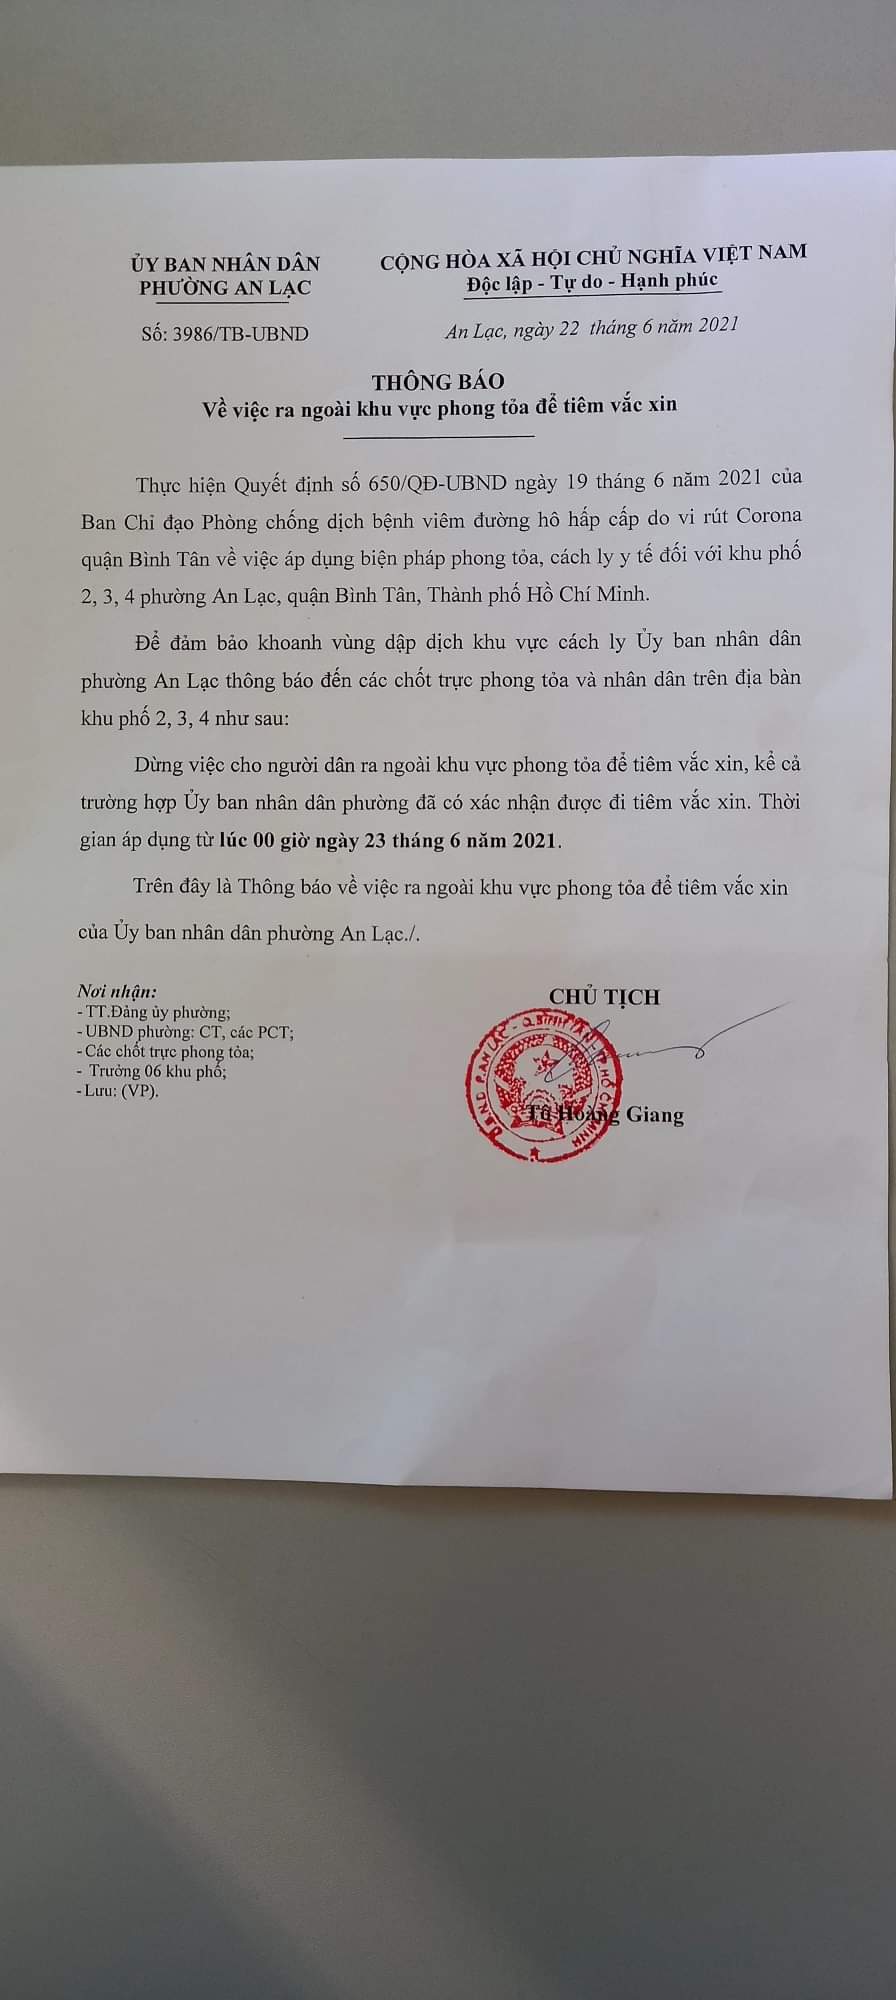 ỦY BAN NHÂN DÂN
PHƯỜNG AN LẠC
Số: 3986/TB-UBND
CỘNG HÒA XÃ HỘI CHỦ NGHĨA VIỆT NAM
Độc lập - Tự do - Hạnh phúc
An Lạc, ngày 22 tháng 6 năm 2021
THÔNG BÁO
Về việc ra ngoài khu vực phong tỏa để tiêm vắc xin
Thực hiện Quyết định số 650/QĐ-UBND ngày 19 tháng 6 năm 2021 của
Ban Chỉ đạo Phòng chống dịch bệnh viêm đường hô hấp cấp do vi rút Corona
quận Bình Tân về việc áp dụng biện pháp phong tỏa, cách ly y tế đối với khu phố
2, 3, 4 phường An Lạc, quận Bình Tân, Thành phố Hồ Chí Minh.
Để đảm bảo khoanh vùng dập dịch khu vực cách ly Ủy ban nhân dân
phường An Lạc thông báo đến các chốt trực phong tỏa và nhân dân trên địa bàn
khu phố 2, 3, 4 như sau:
Dừng việc cho người dân ra ngoài khu vực phong tỏa để tiêm vắc xin, kể cả
trường hợp Ủy ban nhân dân phường đã có xác nhận được đi tiêm vắc xin. Thời
gian áp dụng từ lúc 00 giờ ngày 23 tháng 6 năm 2021.
Trên đây là Thông báo về việc ra ngoài khu vực phong tỏa để tiêm vắc xin
của Ủy ban nhân dân phường An Lạc./.
Nơi nhận:
- TT.Đảng ủy phường;
- UBND phường: CT, các PCT;
- Các chốt trực phong tỏa;
- Trưởng 06 khu phố;
- Lưu: (VP).
CHỦ TỊCH
U.B.N.D P.AN LẠC - Q.BÌNH TÂN TP.HỒ CHÍ MINH
Từ Hoàng Giang